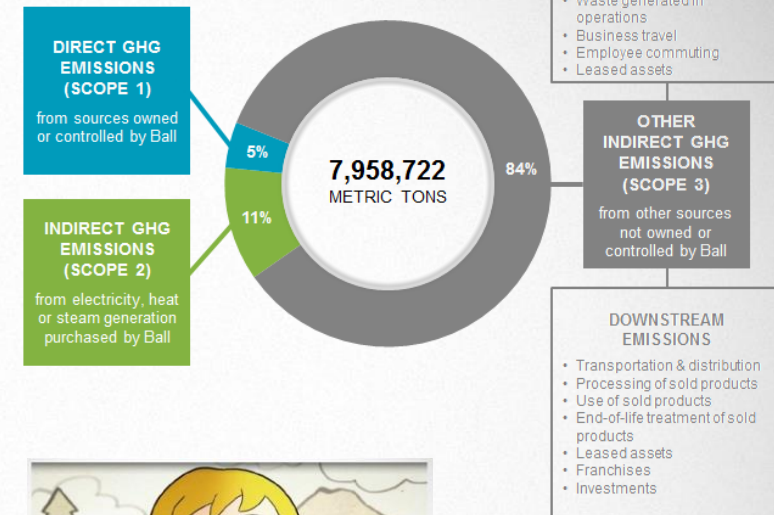 DIRECT GHG
EMISSIONS
(SCOPE 1)
from sources owned
or controlled by Ball
INDIRECT GHG
EMISSIONS
(SCOPE 2)
from electricity, heat
or steam generation
purchased by Ball
5%
11%
84%
7,958,722
METRIC TONS
• Waste generated in
operations
• Business travel
• Employee commuting
• Leased assets
OTHER
INDIRECT GHG
EMISSIONS
(SCOPE 3)
from other sources
not owned or
controlled by Ball
DOWNSTREAM
EMISSIONS
• Transportation & distribution
• Processing of sold products
• Use of sold products
• End-of-life treatment of sold
products
• Leased assets
• Franchises
• Investments